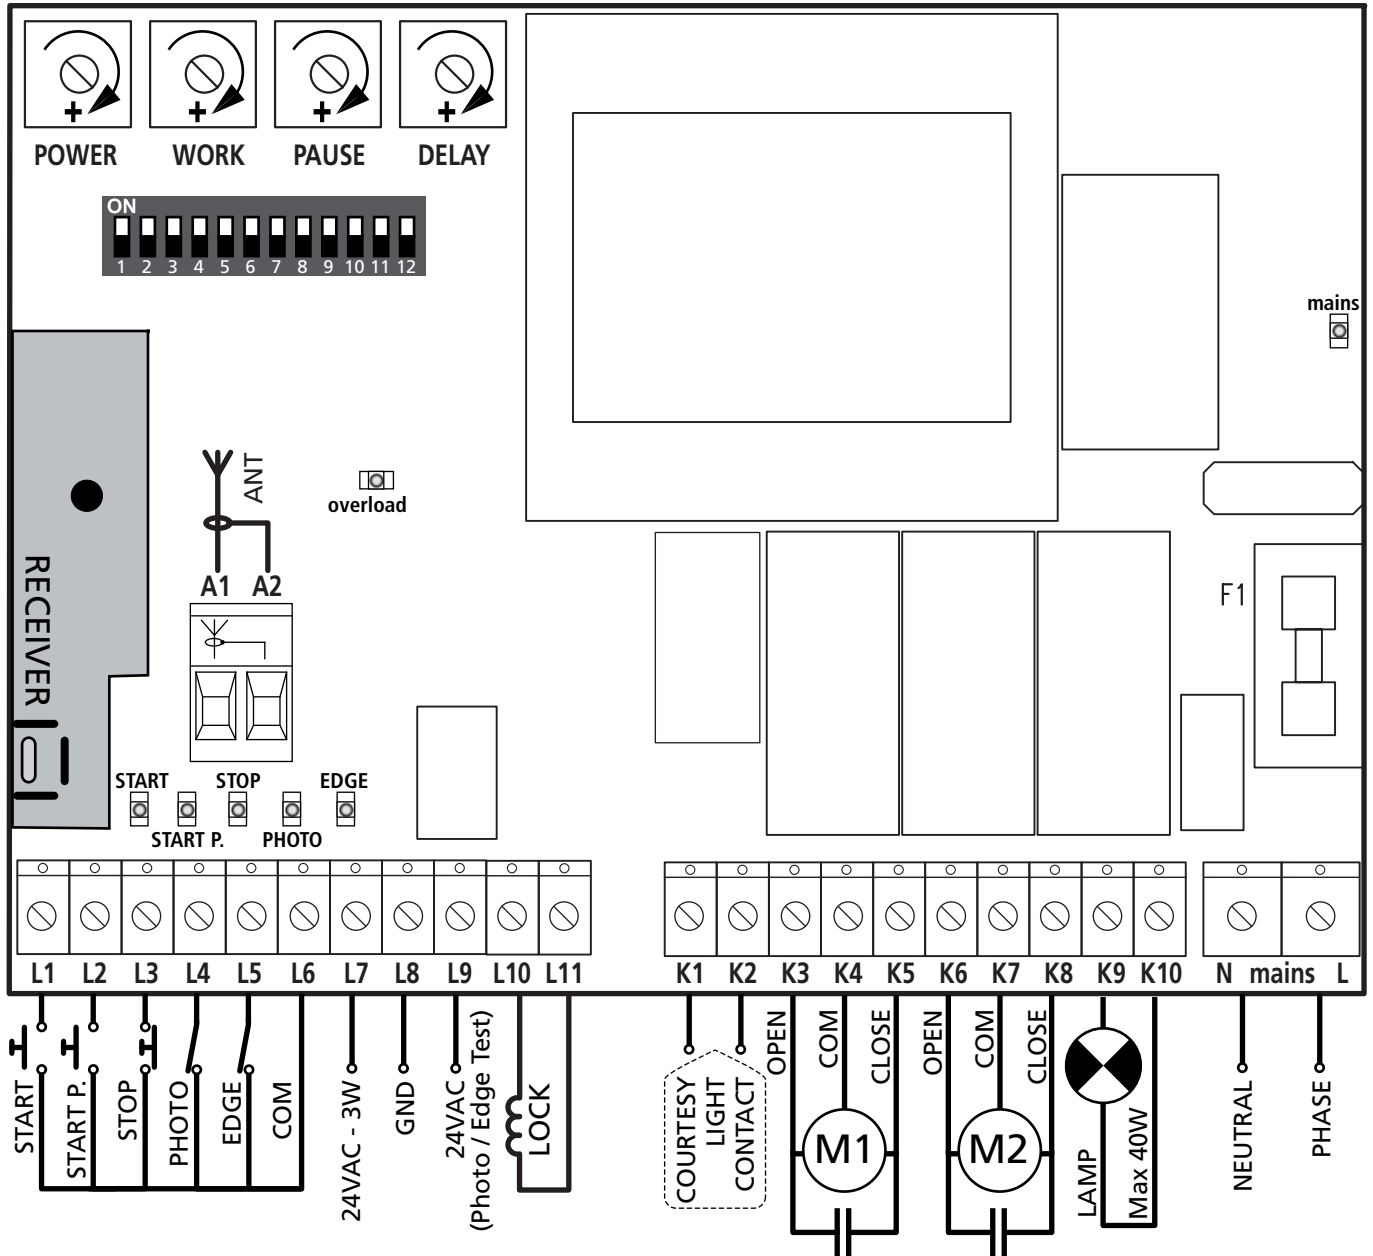 + + + +
POWER WORK PAUSE DELAY
ON
1 2 3 4 5 6 7 8 9 10 11 12
mains
ANT
overload
A1 A2
F1
RECEIVER
START STOP EDGE
START P. PHOTO
L1 L2 L3 L4 L5 L6 L7 L8 L9 L10 L11
K1 K2 K3 K4 K5 K6 K7 K8 K9 K10
N mains L
START
START P.
STOP
PHOTO
EDGE
COM
24VAC - 3W
GND
24VAC
(Photo / Edge Test)
LOCK
COURTESY
LIGHT
CONTACT
OPEN
COM
CLOSE
M1
OPEN
COM
CLOSE
M2
LAMP
Max 40W
NEUTRAL
PHASE